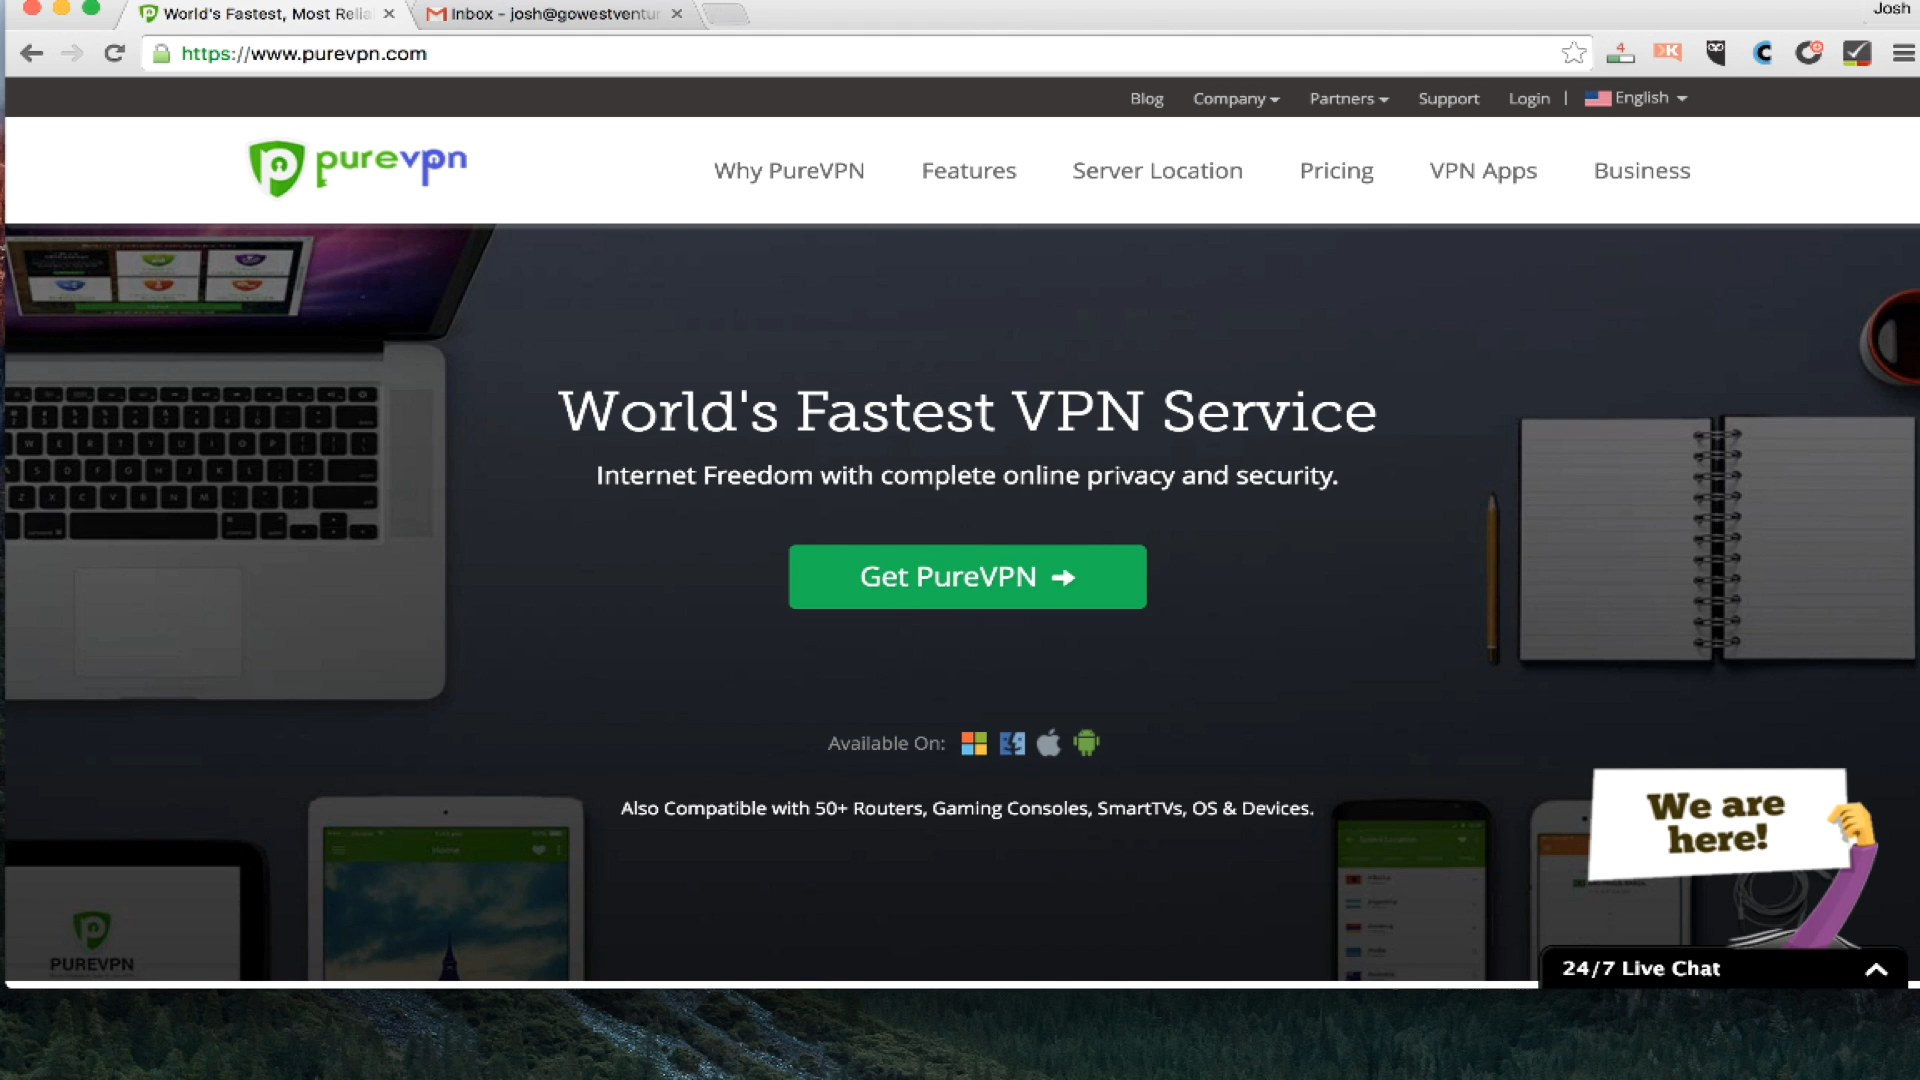 World's Fastest, Most Relia
Inbox - josh@gowestventur
Josh
https://www.purevpn.com
4
Blog Company Partners Support Login | English
purevpn
Why PureVPN Features Server Location Pricing VPN Apps Business
World's Fastest VPN Service
Internet Freedom with complete online privacy and security.
Get PureVPN
Available On:
Also Compatible with 50+ Routers, Gaming Consoles, SmartTVs, OS & Devices.
We are
here!
Home
PUREVPN
24/7 Live Chat